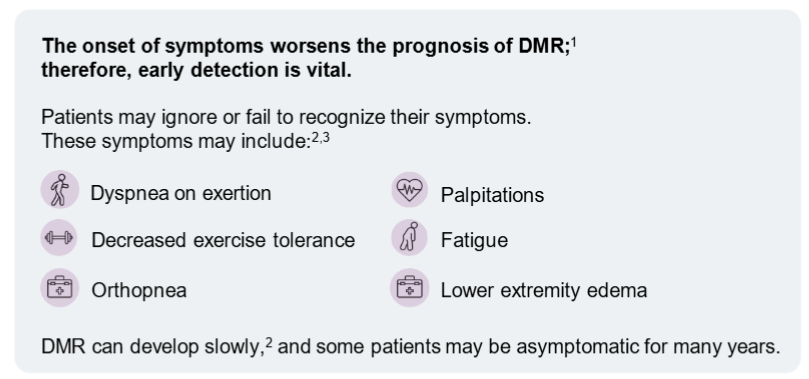 The onset of symptoms worsens the prognosis of DMR;¹
therefore, early detection is vital.
Patients may ignore or fail to recognize their symptoms.
These symptoms may include:²,³
Dyspnea on exertion
Palpitations
Decreased exercise tolerance
Fatigue
Orthopnea
Lower extremity edema
DMR can develop slowly,² and some patients may be asymptomatic for many years.